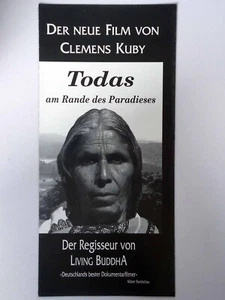 DER NEUE FILM VON
CLEMENS KUBY
Todas
am Rande des Paradieses
Der Regisseur von
LIVING BUDDHA
»Deutschlands bester Dokumentarfilmer«